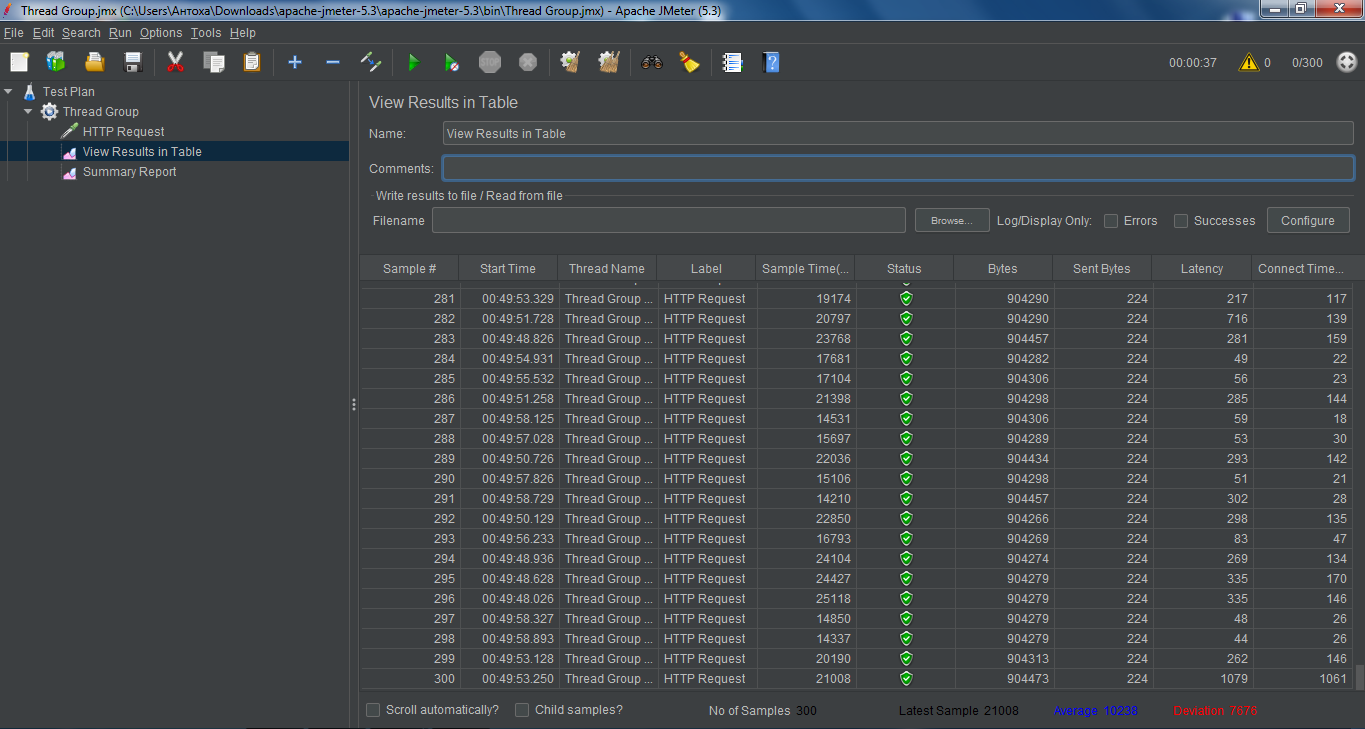 Thread Group.jmx (C:\Users\Антоха\Downloads\apache-jmeter-5.3\apache-jmeter-5.3\bin\Thread Group.jmx) - Apache JMeter (5.3)
File Edit Search Run Options Tools Help
STOP 00:00:37 0 0/300
Test Plan
Thread Group
HTTP Request
View Results in Table
Summary Report
View Results in Table
Name: View Results in Table
Comments:
Write results to file / Read from file
Filename Browse... Log/Display Only: Errors Successes Configure
Sample # Start Time Thread Name Label Sample Time(... Status Bytes Sent Bytes Latency Connect Time...
281 00:49:53.329 Thread Group ... HTTP Request 19174 904290 224 217 117
282 00:49:51.728 Thread Group ... HTTP Request 20797 904290 224 716 139
283 00:49:48.826 Thread Group ... HTTP Request 23768 904457 224 281 159
284 00:49:54.931 Thread Group ... HTTP Request 17681 904282 224 49 22
285 00:49:55.532 Thread Group ... HTTP Request 17104 904306 224 56 23
286 00:49:51.258 Thread Group ... HTTP Request 21398 904298 224 285 144
287 00:49:58.125 Thread Group ... HTTP Request 14531 904306 224 59 18
288 00:49:57.028 Thread Group ... HTTP Request 15697 904289 224 53 30
289 00:49:50.726 Thread Group ... HTTP Request 22036 904434 224 293 142
290 00:49:57.826 Thread Group ... HTTP Request 15106 904298 224 51 21
291 00:49:58.729 Thread Group ... HTTP Request 14210 904457 224 302 28
292 00:49:50.129 Thread Group ... HTTP Request 22850 904266 224 298 135
293 00:49:56.233 Thread Group ... HTTP Request 16793 904269 224 83 47
294 00:49:48.936 Thread Group ... HTTP Request 24104 904274 224 269 134
295 00:49:48.628 Thread Group ... HTTP Request 24427 904279 224 335 170
296 00:49:48.026 Thread Group ... HTTP Request 25118 904279 224 335 146
297 00:49:58.327 Thread Group ... HTTP Request 14850 904279 224 48 26
298 00:49:58.893 Thread Group ... HTTP Request 14337 904279 224 44 26
299 00:49:53.128 Thread Group ... HTTP Request 20190 904313 224 262 146
300 00:49:53.250 Thread Group ... HTTP Request 21008 904473 224 1079 1061
Scroll automatically? Child samples? No of Samples 300 Latest Sample 21008 Average 10238 Deviation 7676